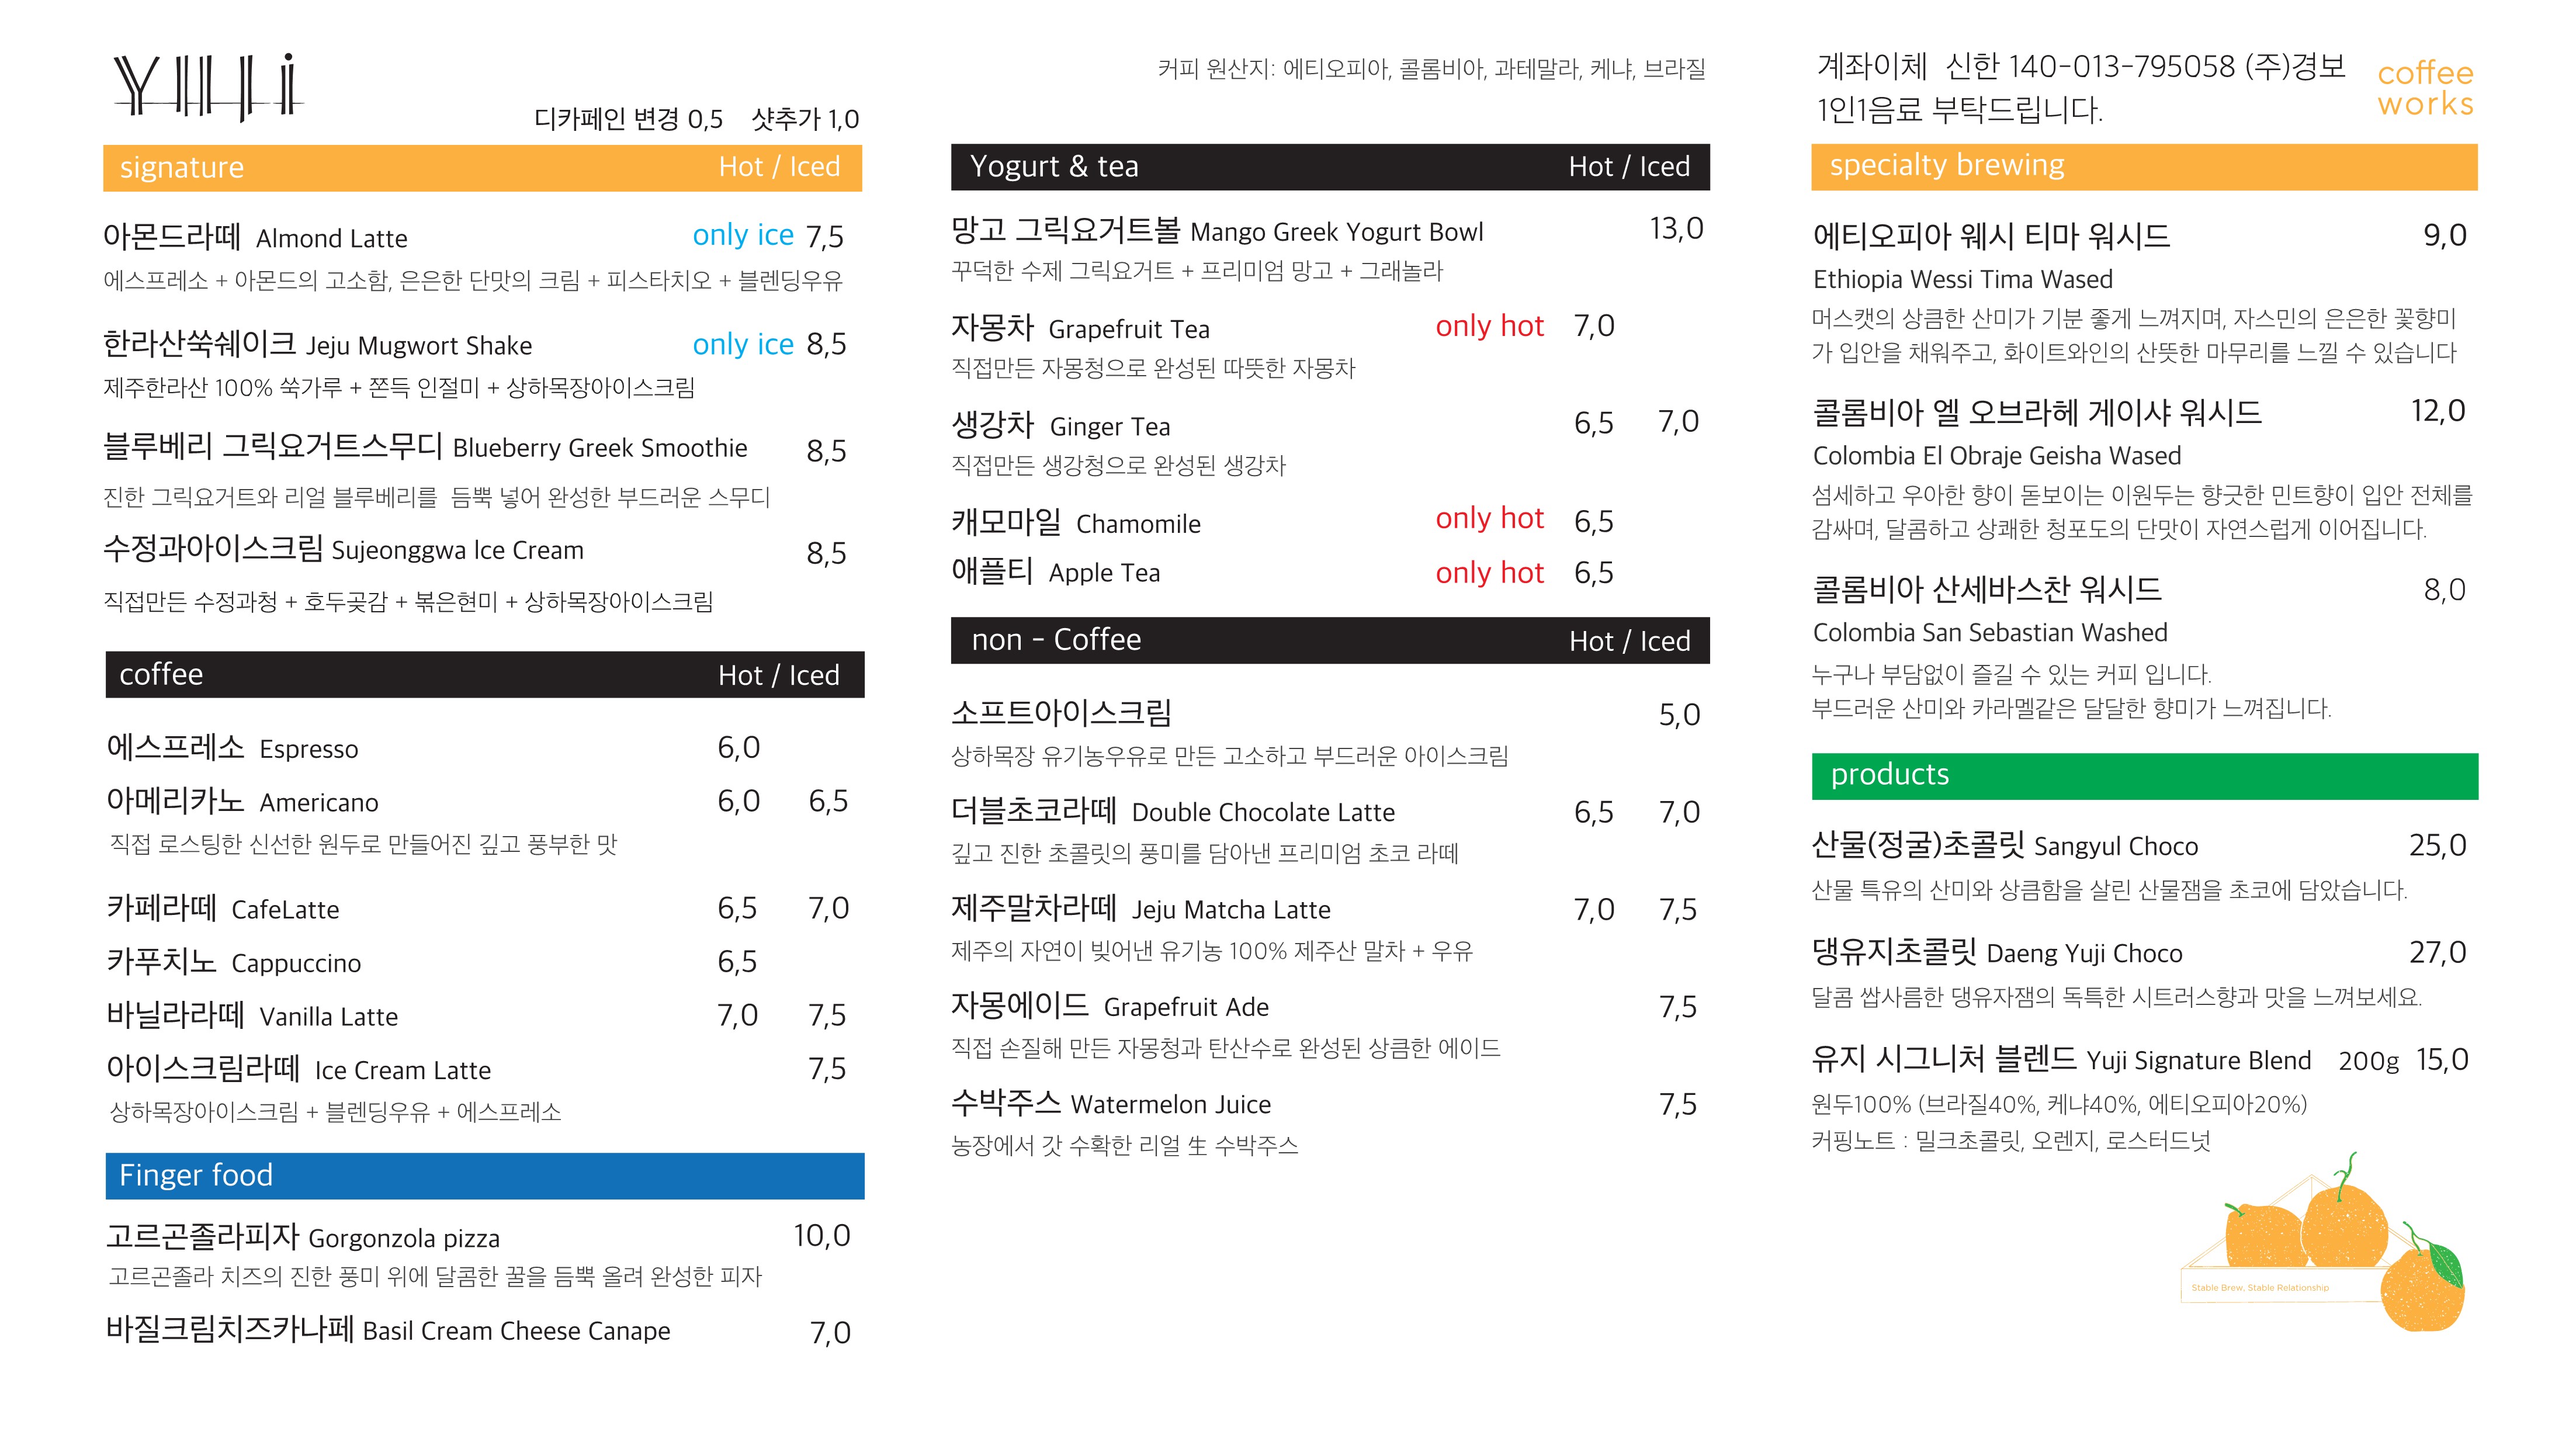 Yuji
디카페인 변경 0,5 샷추가 1,0
signature Hot / Iced
아몬드라떼 Almond Latte only ice 7,5
에스프레소 + 아몬드의 고소함, 은은한 단맛의 크림 + 피스타치오 + 블렌딩우유
한라산쑥쉐이크 Jeju Mugwort Shake only ice 8,5
제주한라산 100% 쑥가루 + 쫀득 인절미 + 상하목장아이스크림
블루베리 그릭요거트스무디 Blueberry Greek Smoothie 8,5
진한 그릭요거트와 리얼 블루베리를 듬뿍 넣어 완성한 부드러운 스무디
수정과아이스크림 Sujeonggwa Ice Cream 8,5
직접만든 수정과청 + 호두곶감 + 볶은현미 + 상하목장아이스크림
coffee Hot / Iced
에스프레소 Espresso 6,0
아메리카노 Americano 6,0 6,5
직접 로스팅한 신선한 원두로 만들어진 깊고 풍부한 맛
카페라떼 CafeLatte 6,5 7,0
카푸치노 Cappuccino 6,5
바닐라라떼 Vanilla Latte 7,0 7,5
아이스크림라떼 Ice Cream Latte 7,5
상하목장아이스크림 + 블렌딩우유 + 에스프레소
Finger food
고르곤졸라피자 Gorgonzola pizza 10,0
고르곤졸라 치즈의 진한 풍미 위에 달콤한 꿀을 듬뿍 올려 완성한 피자
바질크림치즈카나페 Basil Cream Cheese Canape 7,0
커피 원산지: 에티오피아, 콜롬비아, 과테말라, 케냐, 브라질
Yogurt & tea Hot / Iced
망고 그릭요거트볼 Mango Greek Yogurt Bowl 13,0
꾸덕한 수제 그릭요거트 + 프리미엄 망고 + 그래놀라
자몽차 Grapefruit Tea only hot 7,0
직접만든 자몽청으로 완성된 따뜻한 자몽차
생강차 Ginger Tea 6,5 7,0
직접만든 생강청으로 완성된 생강차
캐모마일 Chamomile only hot 6,5
애플티 Apple Tea only hot 6,5
non - Coffee Hot / Iced
소프트아이스크림 5,0
상하목장 유기농우유로 만든 고소하고 부드러운 아이스크림
더블초코라떼 Double Chocolate Latte 6,5 7,0
깊고 진한 초콜릿의 풍미를 담아낸 프리미엄 초코 라떼
제주말차라떼 Jeju Matcha Latte 7,0 7,5
제주의 자연이 빚어낸 유기농 100% 제주산 말차 + 우유
자몽에이드 Grapefruit Ade 7,5
직접 손질해 만든 자몽청과 탄산수로 완성된 상큼한 에이드
수박주스 Watermelon Juice 7,5
농장에서 갓 수확한 리얼 生 수박주스
계좌이체 신한 140-013-795058 (주)경보
1인1음료 부탁드립니다.
coffee
works
specialty brewing
에티오피아 웨시 티마 워시드 9,0
Ethiopia Wessi Tima Wased
머스캣의 상큼한 산미가 기분 좋게 느껴지며, 자스민의 은은한 꽃향미
가 입안을 채워주고, 화이트와인의 산뜻한 마무리를 느낄 수 있습니다
콜롬비아 엘 오브라헤 게이샤 워시드 12,0
Colombia El Obraje Geisha Wased
섬세하고 우아한 향이 돋보이는 이원두는 향긋한 민트향이 입안 전체를
감싸며, 달콤하고 상쾌한 청포도의 단맛이 자연스럽게 이어집니다.
콜롬비아 산세바스찬 워시드 8,0
Colombia San Sebastian Washed
누구나 부담없이 즐길 수 있는 커피 입니다.
부드러운 산미와 카라멜같은 달달한 향미가 느껴집니다.
products
산물(정굴)초콜릿 Sangyul Choco 25,0
산물 특유의 산미와 상큼함을 살린 산물잼을 초코에 담았습니다.
댕유지초콜릿 Daeng Yuji Choco 27,0
달콤 쌉사름한 댕유자잼의 독특한 시트러스향과 맛을 느껴보세요.
유지 시그니처 블렌드 Yuji Signature Blend 200g 15,0
원두100% (브라질40%, 케냐40%, 에티오피아20%)
커핑노트 : 밀크초콜릿, 오렌지, 로스터드넛
Stable Brew, Stable Relationship